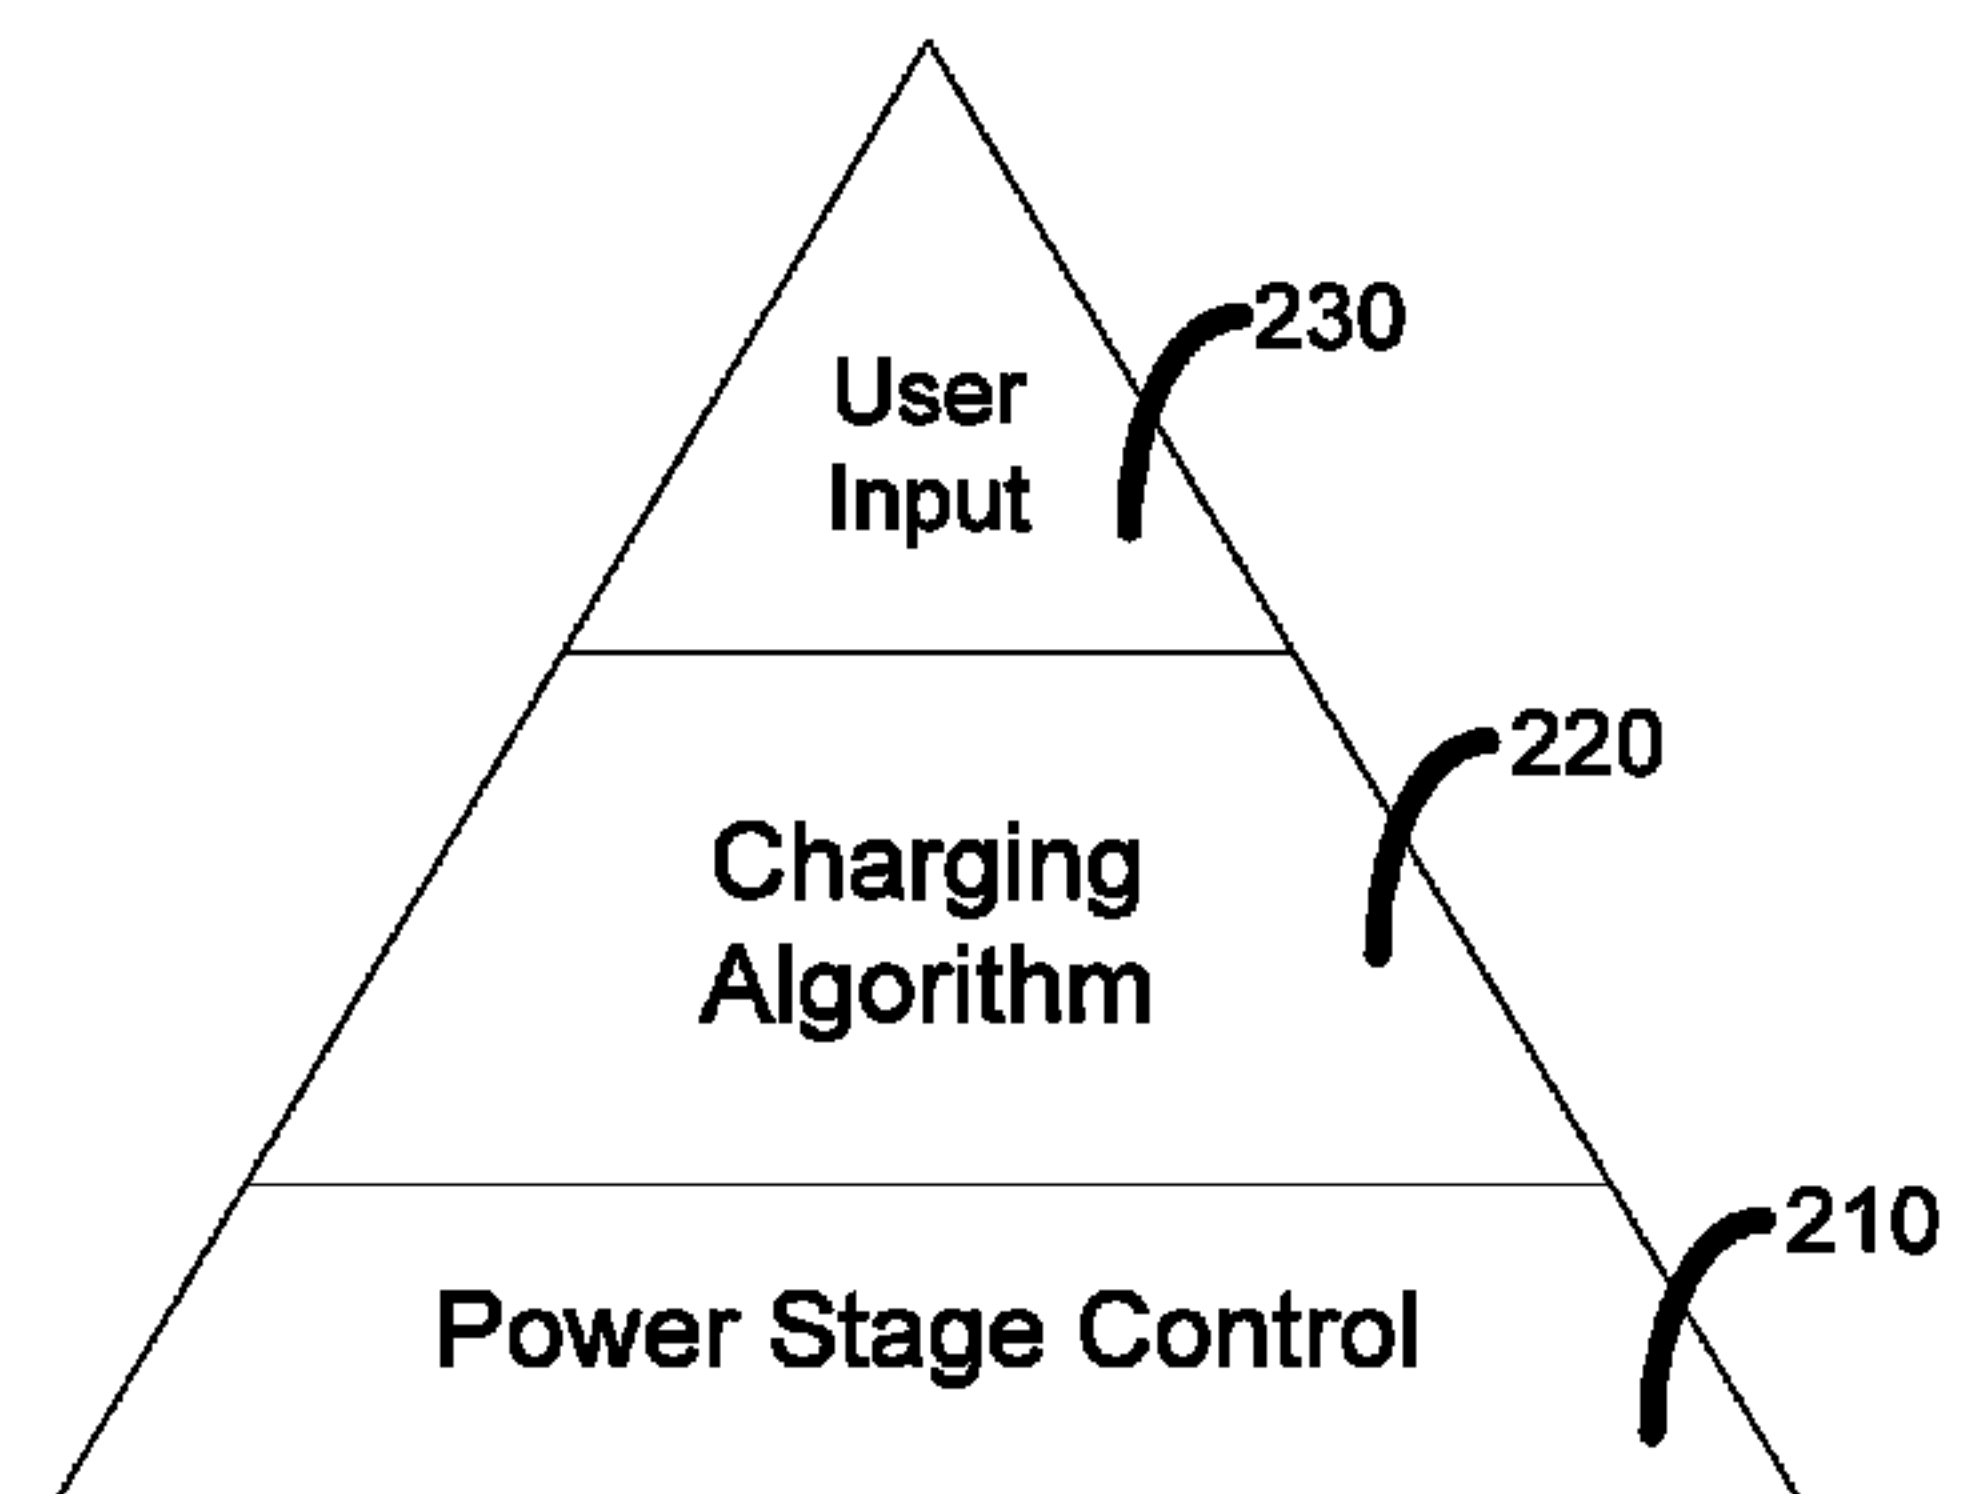 230
User
Input
220
Charging
Algorithm
210
Power Stage Control